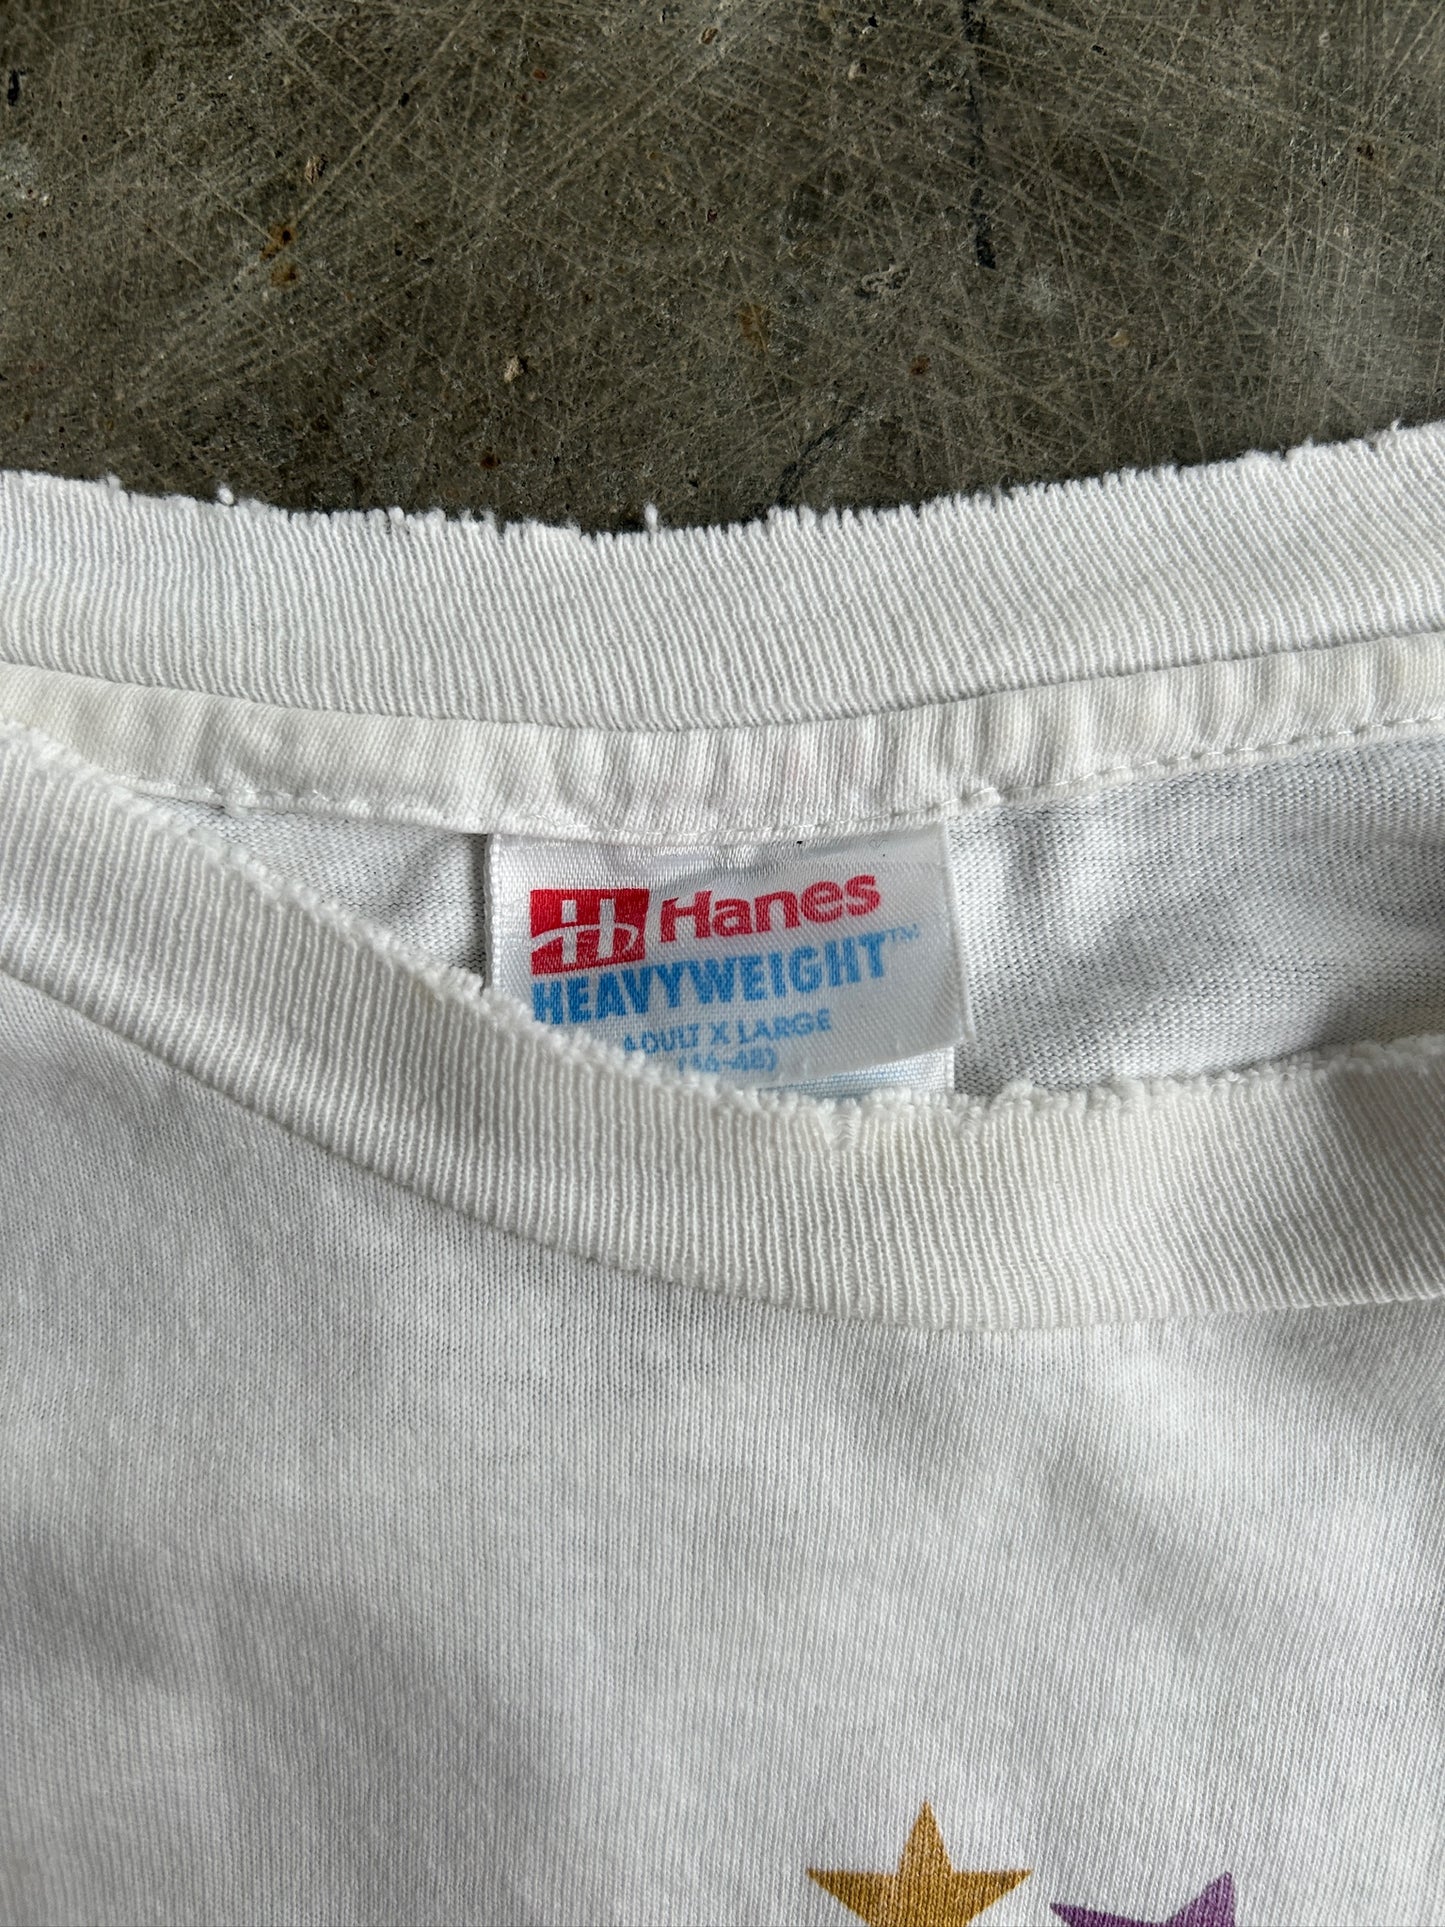 Hanes
HEAVYWEIGHT™
ADULT X LARGE
(46-48)